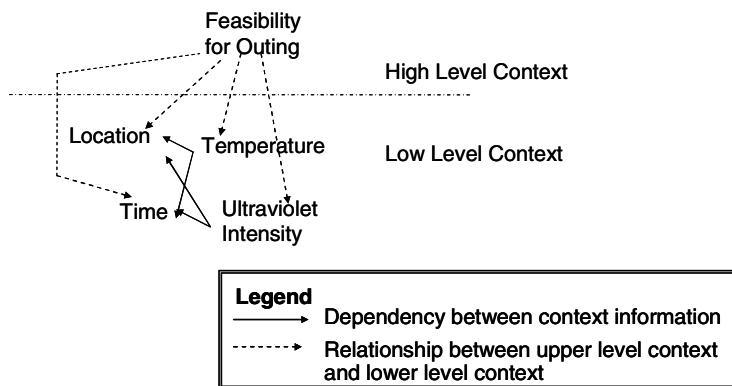 Feasibility
for Outing
High Level Context
Location
Temperature
Low Level Context
Time
Ultraviolet
Intensity
Legend
Dependency between context information
Relationship between upper level context
and lower level context